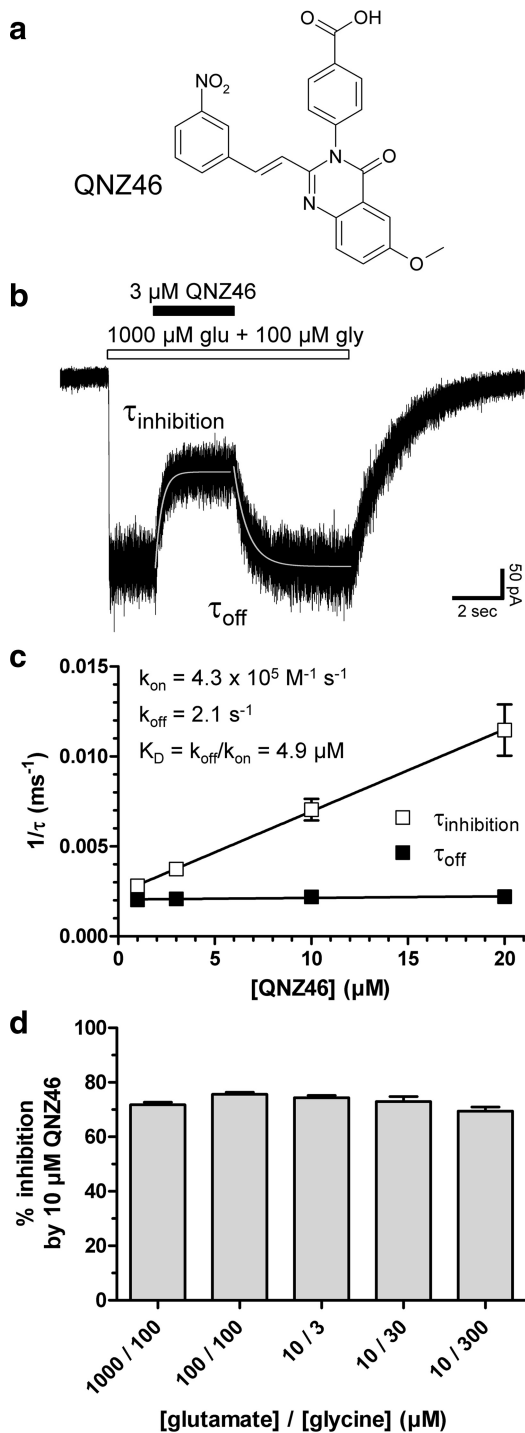 a
OH
O
NO₂
N
O
N
O
QNZ46
b
3 µM QNZ46
1000 µM glu + 100 µM gly
τinhibition
τoff
50 pA
2 sec
c
kon = 4.3 x 10⁵ M⁻¹ s⁻¹
koff = 2.1 s⁻¹
KD = koff/kon = 4.9 µM
τinhibition
τoff
0.015
0.010
0.005
0.000
1/τ (ms⁻¹)
0 5 10 15 20
[QNZ46] (µM)
d
100
80
60
40
20
0
% inhibition
by 10 µM QNZ46
1000 / 100
100 / 100
10 / 3
10 / 30
10 / 300
[glutamate] / [glycine] (µM)